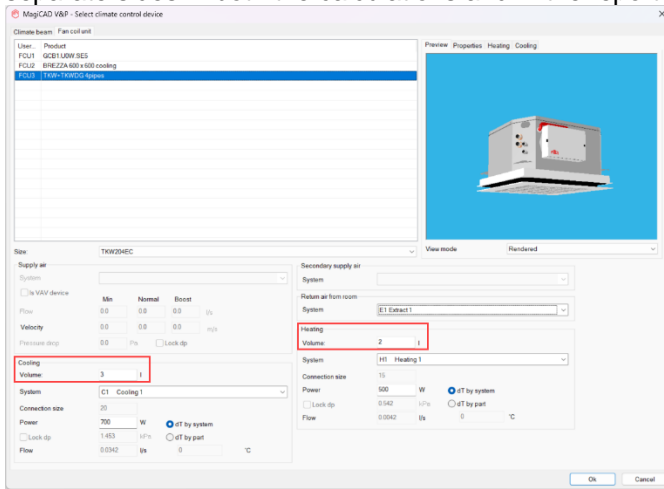 MagiCAD V&P - Select climate control device
Climate beam Fan coil unit
User... Product
FCU1 GCB1.U0W.SE5
FCU2 BREZZA 600 x 600 cooling
FCU3 TKW+TKWDG 4pipes
Preview Properties Heating Cooling
Size: TKW204EC
View mode Rendered
Supply air
System
Is VAV device
Min Normal Boost
Flow 0.0 0.0 0.0 l/s
Velocity 0.0 0.0 0.0 m/s
Pressure drop 0.0 Pa Lock dp
Cooling
Volume: 3 l
System C1 Cooling 1
Connection size 20
Power 700 W dT by system
Lock dp 1.453 kPa dT by part
Flow 0.0342 l/s 0 °C
Secondary supply air
System
Return air from room
System E1 Extract 1
Heating
Volume: 2 l
System H1 Heating 1
Connection size 15
Power 500 W dT by system
Lock dp 0.542 kPa dT by part
Flow 0.0042 l/s 0 °C
Ok Cancel